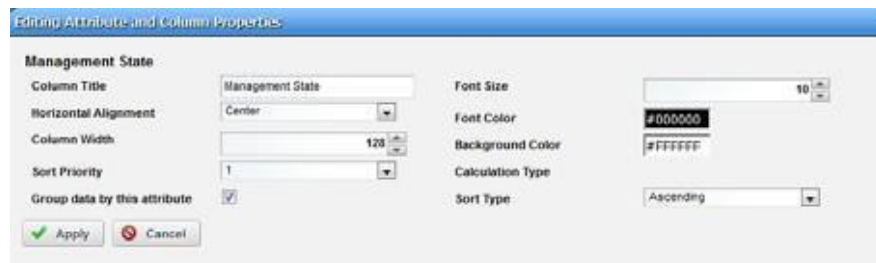 Editing Attribute and Column Properties
Management State
Column Title Management State Font Size 10
Horizontal Alignment Center Font Color #000000
Column Width 128 Background Color #FFFFFF
Sort Priority 1 Calculation Type
Group data by this attribute Sort Type Ascending
Apply Cancel